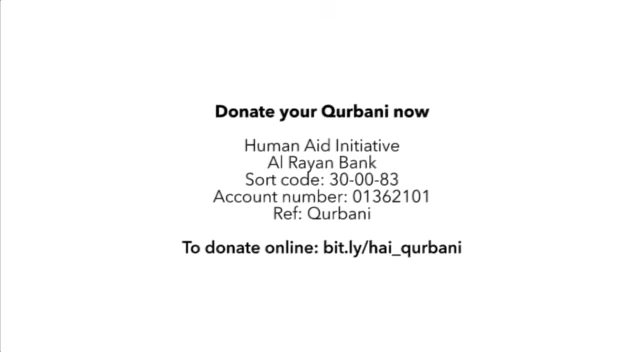 Donate your Qurbani now
Human Aid Initiative
Al Rayan Bank
Sort code: 30-00-83
Account number: 01362101
Ref: Qurbani
To donate online: bit.ly/hai_qurbani